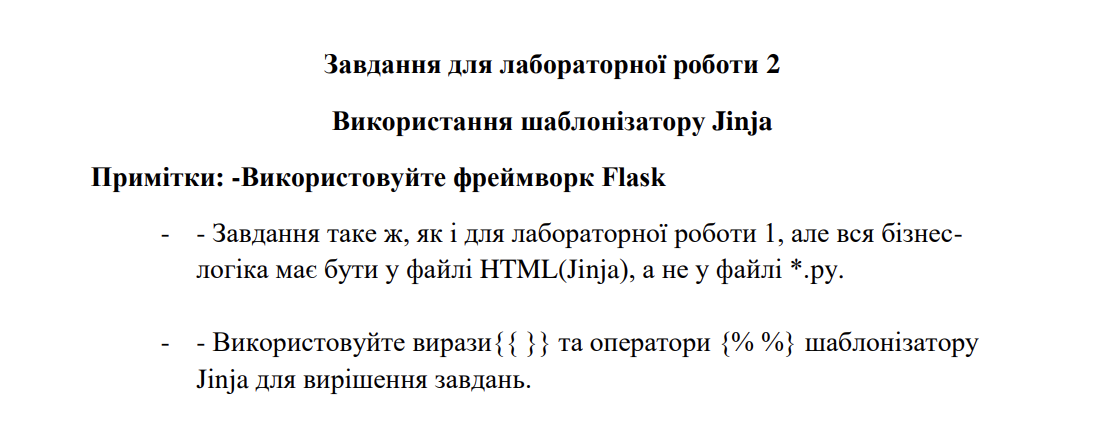 Завдання для лабораторної роботи 2
Використання шаблонізатору Jinja
Примітки: -Використовуйте фреймворк Flask
- - Завдання таке ж, як і для лабораторної роботи 1, але вся бізнес-
логіка має бути у файлі HTML(Jinja), а не у файлі *.py.
- - Використовуйте вирази{{ }} та оператори {% %} шаблонізатору
Jinja для вирішення завдань.